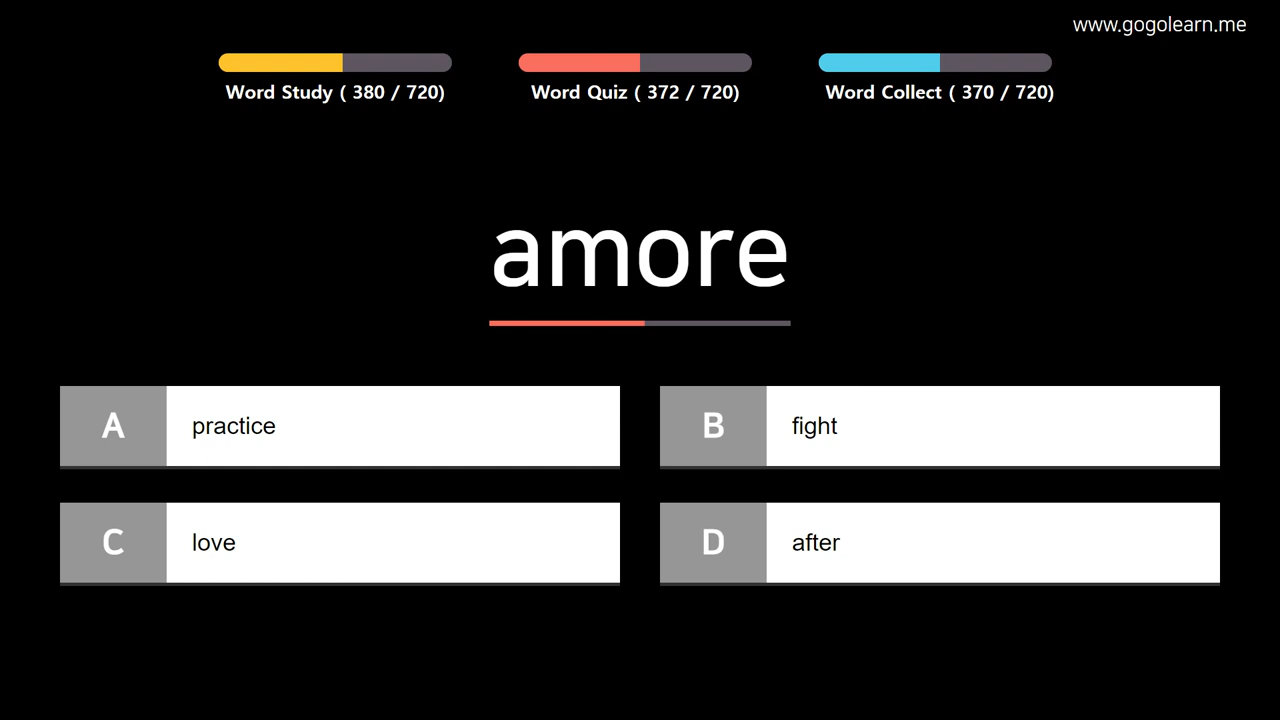 www.gogolearn.me
Word Study ( 380 / 720)
Word Quiz ( 372 / 720)
Word Collect ( 370 / 720)
amore
A practice
B fight
C love
D after